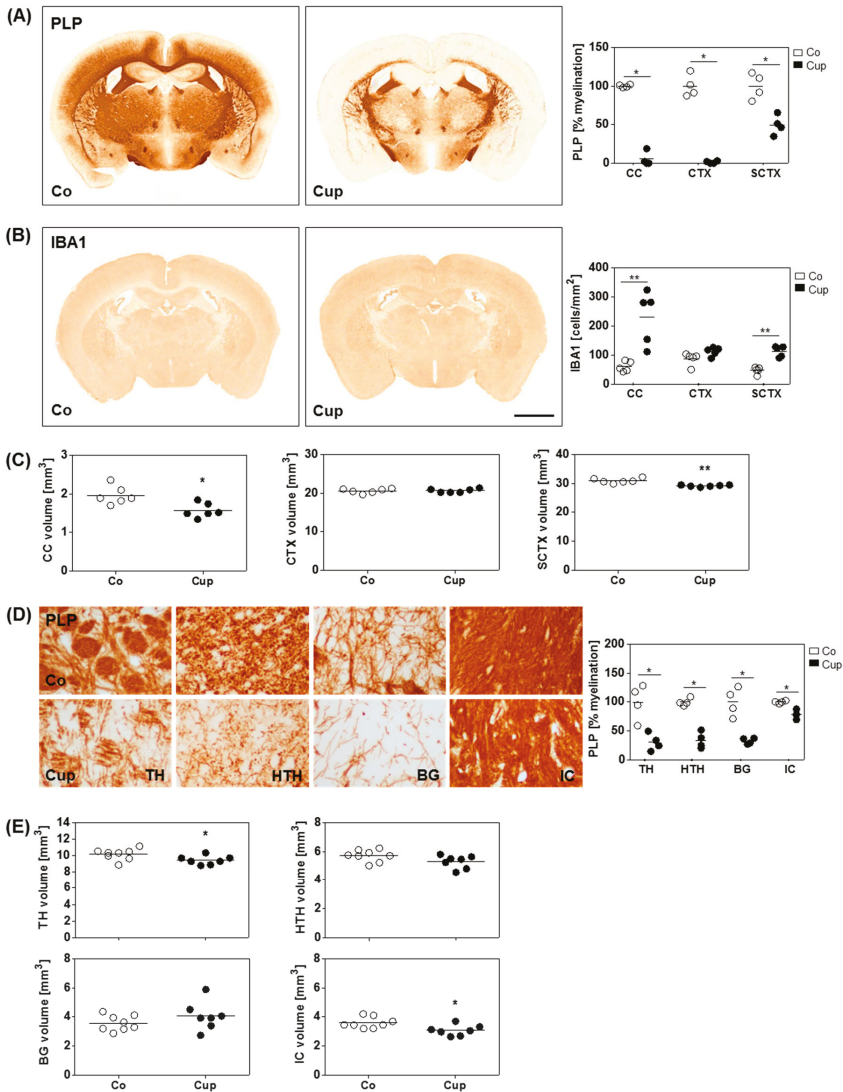 (A)
PLP
Co
Cup
PLP [% myelination]
150
100
50
0
CC
CTX
SCTX
*
*
*
Co
Cup
(B)
IBA1
Co
Cup
IBA1 [cells/mm²]
400
300
200
100
0
CC
CTX
SCTX
**
**
Co
Cup
(C)
CC volume [mm³]
3
2
1
0
Co
Cup
*
CTX volume [mm³]
30
20
10
0
Co
Cup
SCTX volume [mm³]
40
30
20
10
0
Co
Cup
**
(D)
PLP
Co
Cup
TH
HTH
BG
IC
PLP [% myelination]
200
150
100
50
0
TH
HTH
BG
IC
*
*
*
*
Co
Cup
(E)
TH volume [mm³]
14
12
10
8
6
4
2
0
*
HTH volume [mm³]
8
6
4
2
0
BG volume [mm³]
8
6
4
2
0
Co
Cup
IC volume [mm³]
8
6
4
2
0
Co
Cup
*